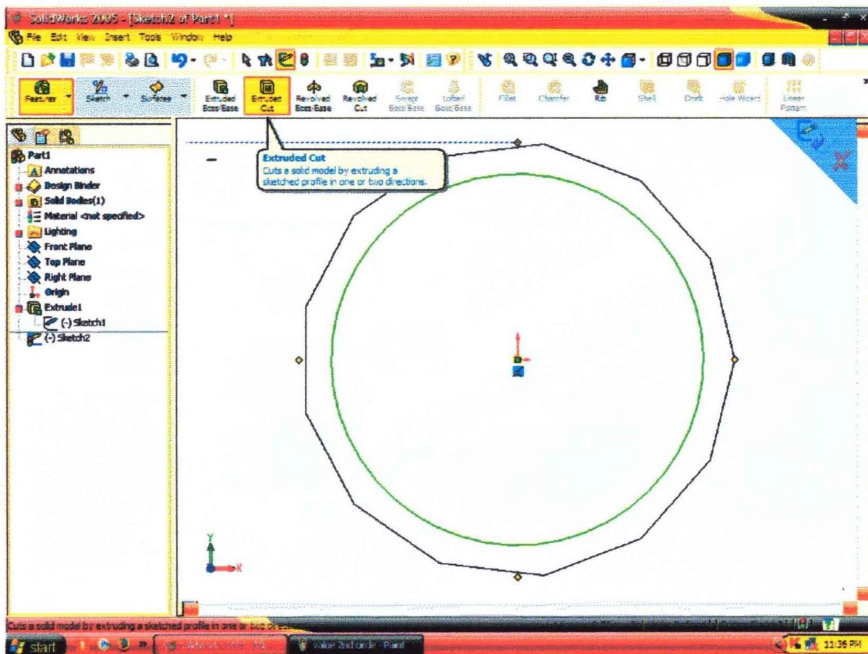 SolidWorks 2005 - [Sketch2 of Part1 *]
File Edit View Insert Tools Window Help
Features Sketch Surfaces Extruded Boss/Base Extruded Cut Revolved Boss/Base Revolved Cut Swept Boss/Base Lofted Boss/Base Fillet Chamfer Rib Shell Draft Hole Wizard Linear Pattern
Extruded Cut
Cuts a solid model by extruding a
sketched profile in one or two directions.
Part1
Annotations
Design Binder
Solid Bodies(1)
Material <not specified>
Lighting
Front Plane
Top Plane
Right Plane
Origin
Extrude1
(-) Sketch1
(-) Sketch2
Y
X
Cuts a solid model by extruding a sketched profile in one or two
start
value 2nd circle - Paint
11:36 PM